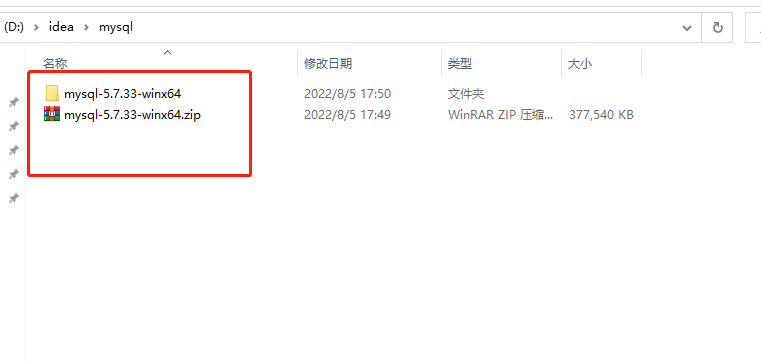 (D:) › idea › mysql
名称 修改日期 类型 大小
mysql-5.7.33-winx64 2022/8/5 17:50 文件夹
mysql-5.7.33-winx64.zip 2022/8/5 17:49 WinRAR ZIP 压缩... 377,540 KB